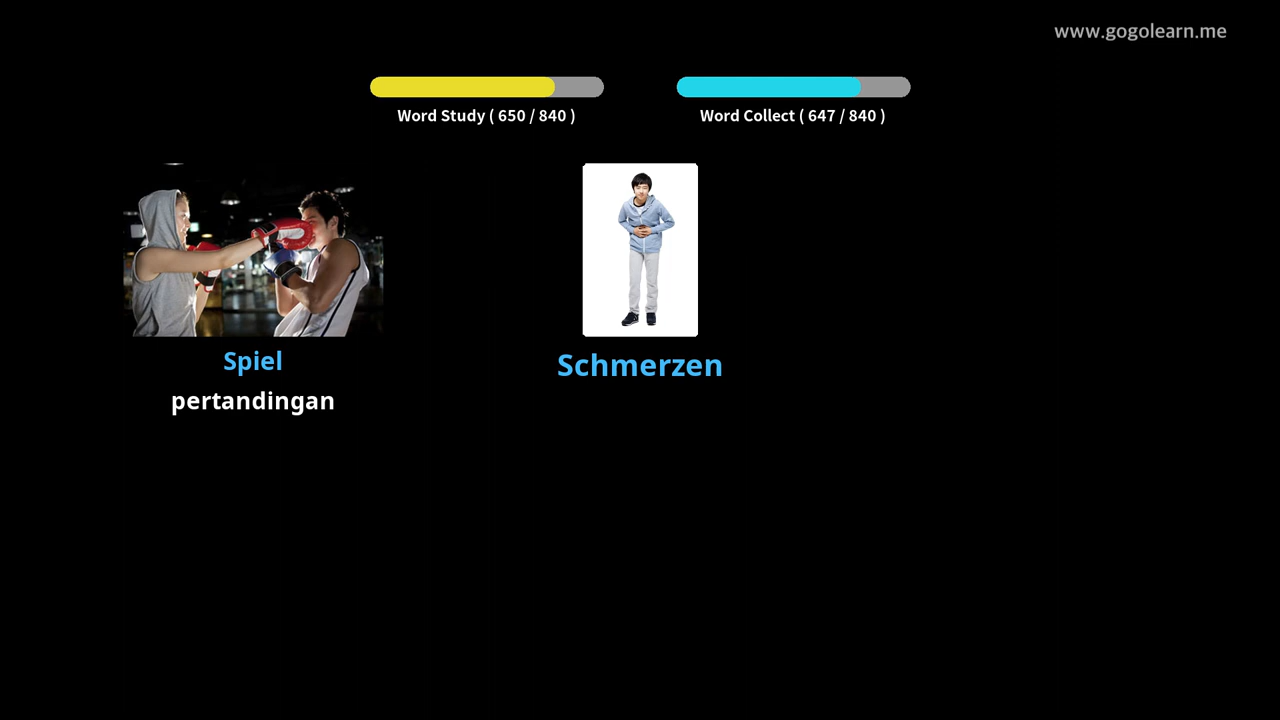 www.gogolearn.me
Word Study ( 650 / 840 )
Word Collect ( 647 / 840 )
Spiel
pertandingan
Schmerzen